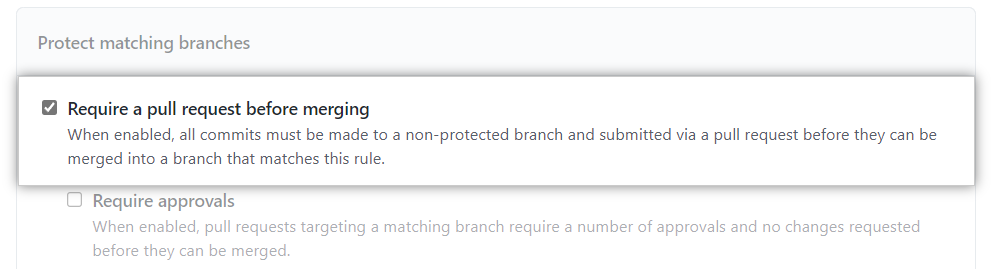 Protect matching branches
Require a pull request before merging
When enabled, all commits must be made to a non-protected branch and submitted via a pull request before they can be
merged into a branch that matches this rule.
Require approvals
When enabled, pull requests targeting a matching branch require a number of approvals and no changes requested
before they can be merged.